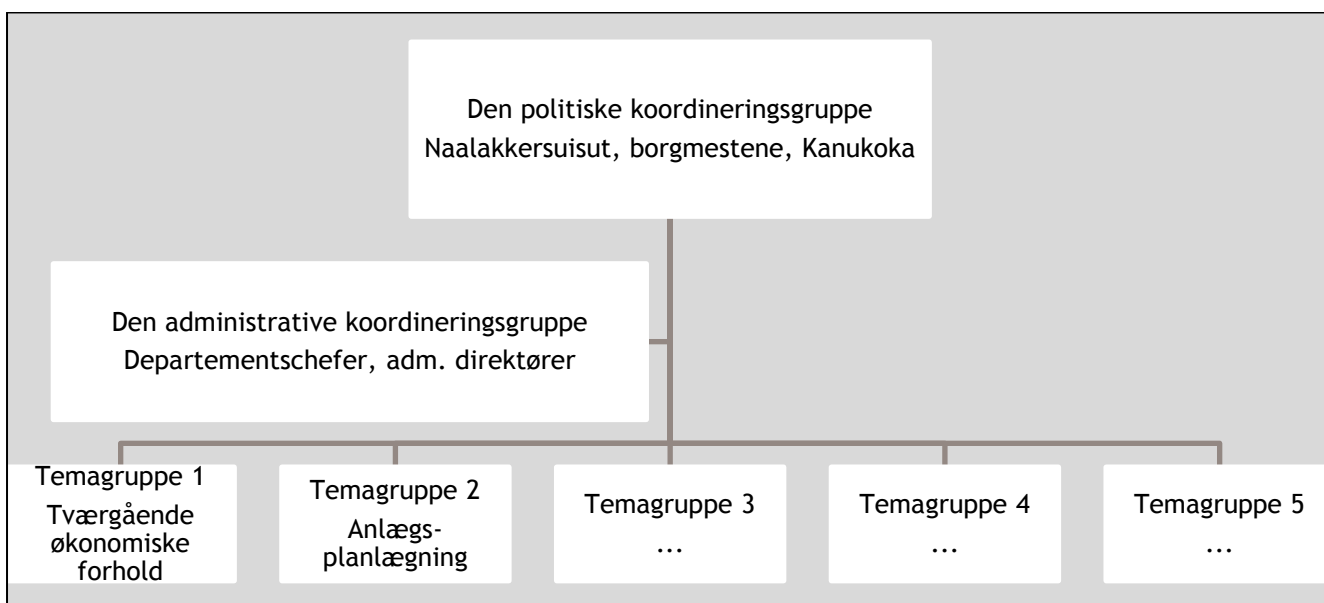 Den politiske koordineringsgruppe
Naalakkersuisut, borgmestene, Kanukoka
Den administrative koordineringsgruppe
Departementschefer, adm. direktører
Temagruppe 1
Tværgående
økonomiske
forhold
Temagruppe 2
Anlægs-
planlægning
Temagruppe 3
...
Temagruppe 4
...
Temagruppe 5
...